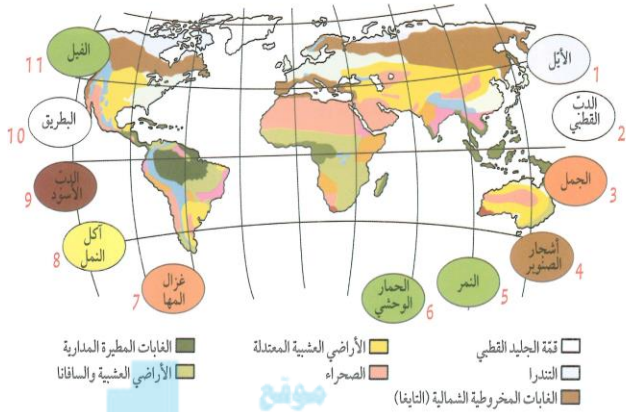 الفيل
11
الأيّل
1
البطريق
10
الدبّ
القطبي
2
الدبّ
الأسود
9
الجمل
3
آكل
النمل
8
أشجار
الصنوبر
4
غزال
المها
7
الحمار
الوحشي
6
النمر
5
قمّة الجليد القطبي
الأراضي العشبية المعتدلة
الغابات المطيرة المدارية
التندرا
الصحراء
الأراضي العشبية والسافانا
الغابات المخروطية الشمالية (التايغا)
موقع